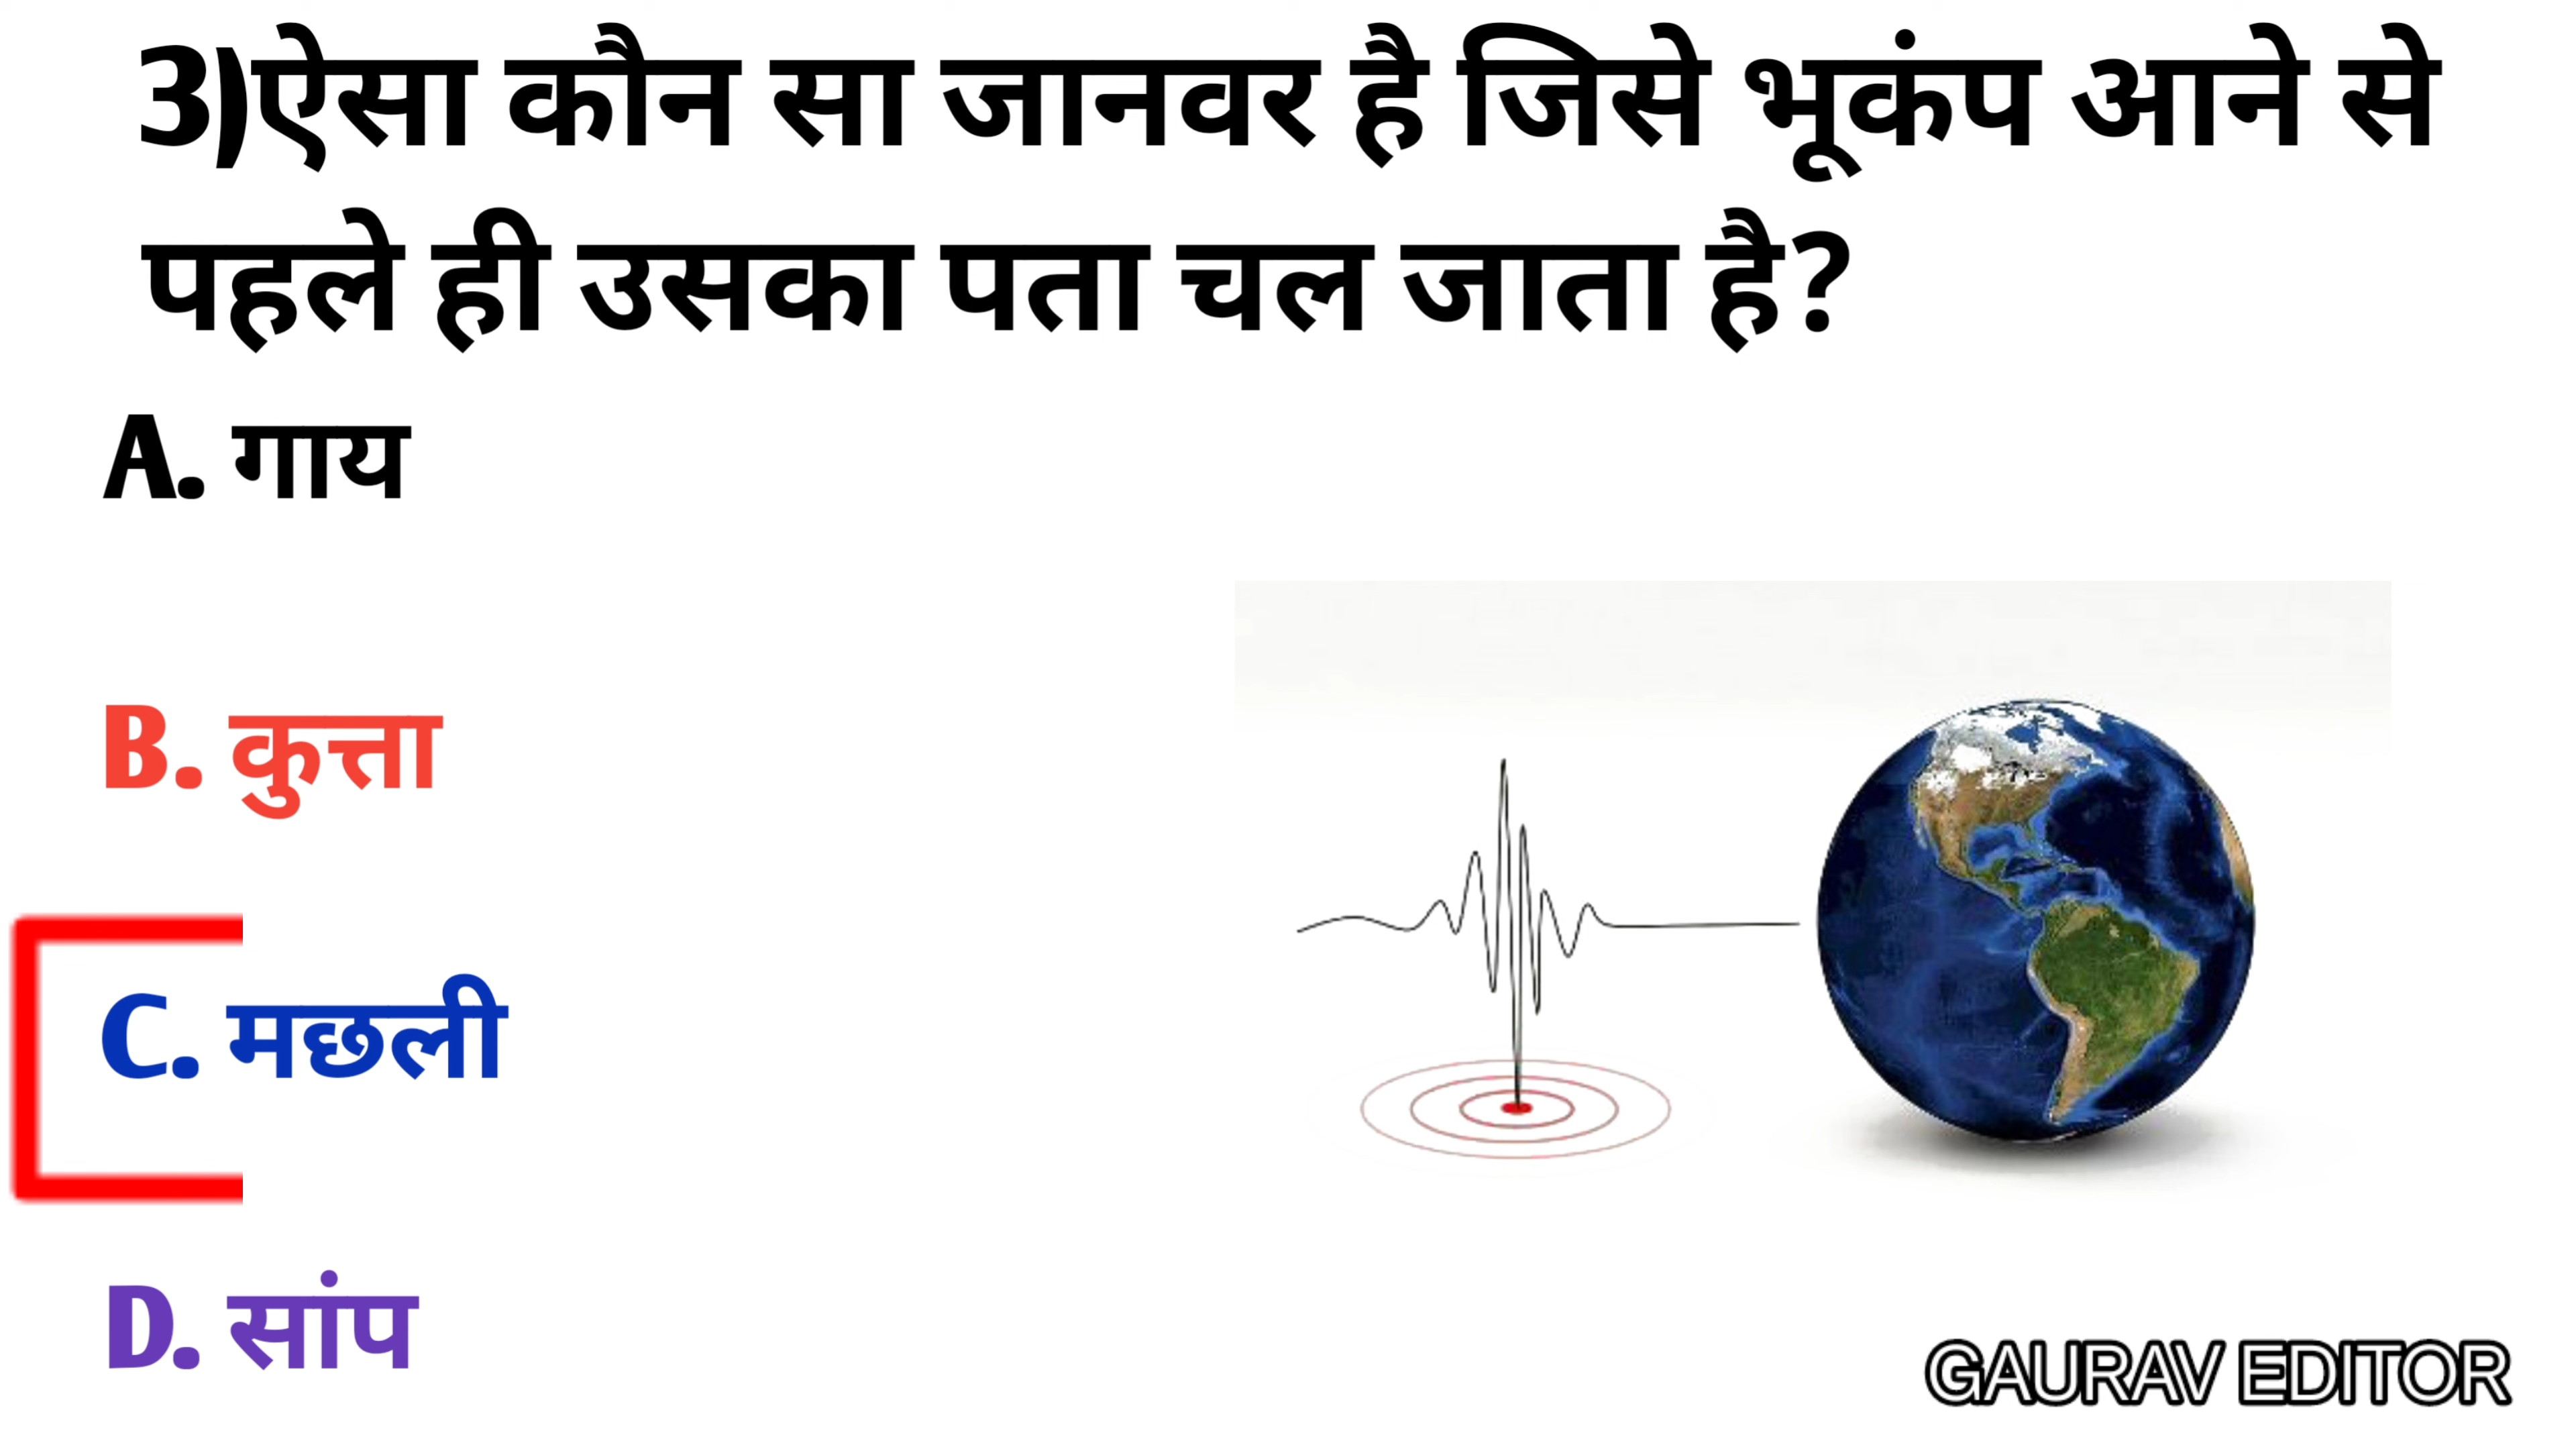 3)ऐसा कौन सा जानवर है जिसे भूकंप आने से
पहले ही उसका पता चल जाता है?
A. गाय
B. कुत्ता
C. मछली
D. सांप
GAURAV EDITOR